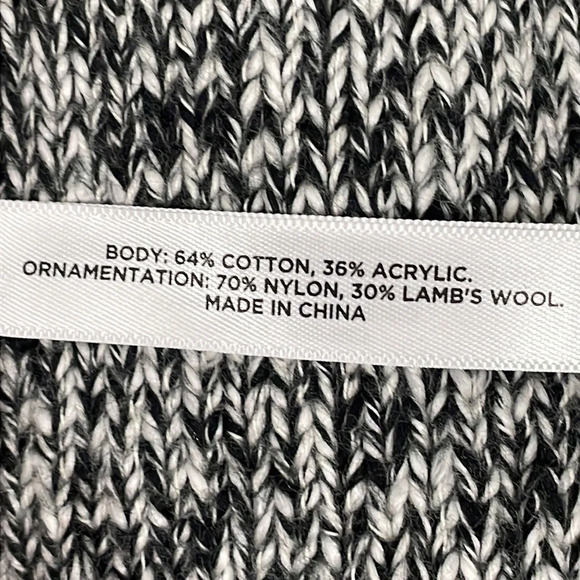 BODY: 64% COTTON, 36% ACRYLIC.
ORNAMENTATION: 70% NYLON, 30% LAMB'S WOOL.
MADE IN CHINA